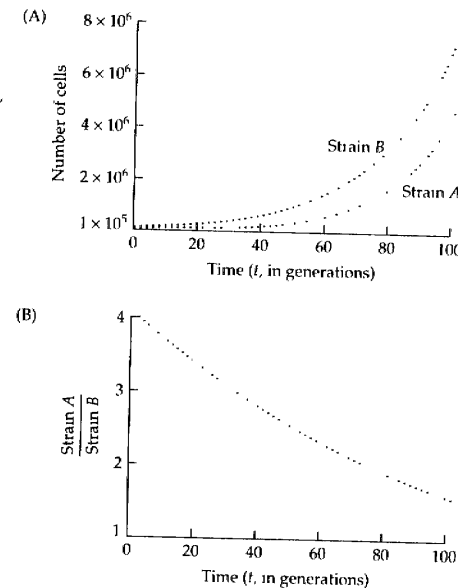 (A)
8 × 10⁶
6 × 10⁶
4 × 10⁶
2 × 10⁶
1 × 10⁵
Number of cells
Strain B
Strain A
0 20 40 60 80 100
Time (t, in generations)
(B)
4
3
2
1
Strain A
Strain B
0 20 40 60 80 100
Time (t, in generations)